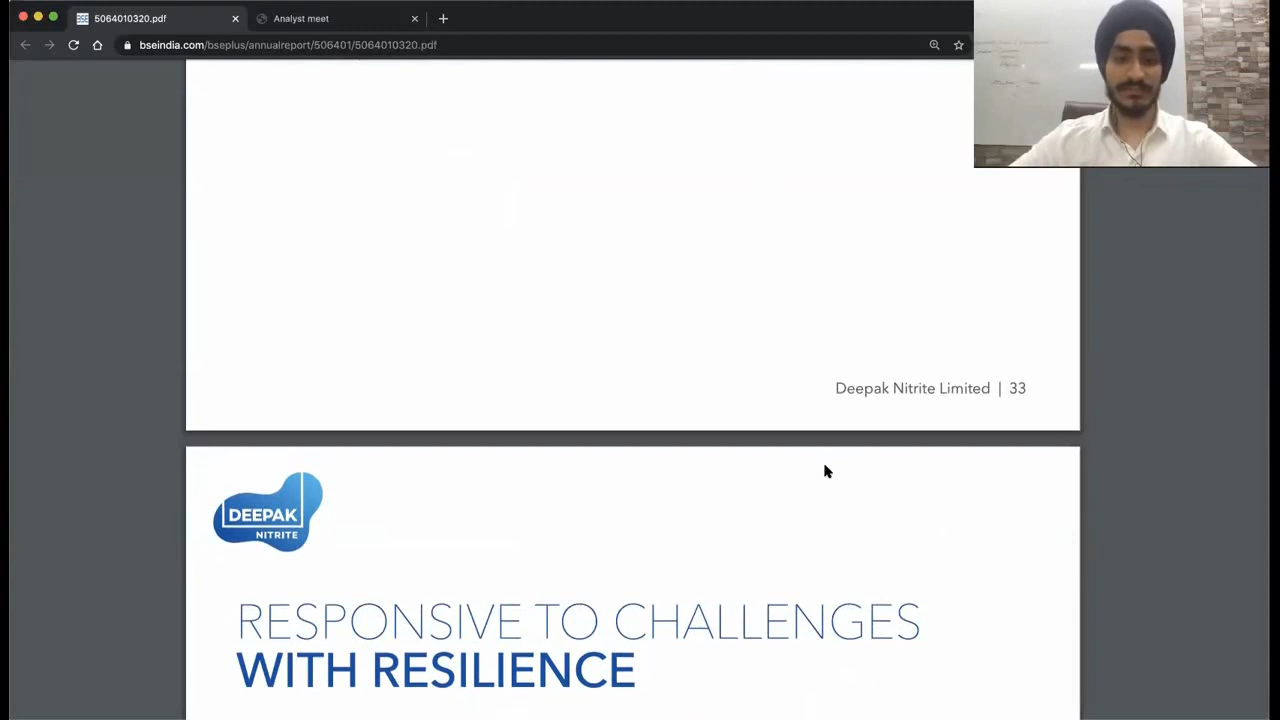 5064010320.pdf
Analyst meet
bseindia.com/bseplus/annualreport/506401/5064010320.pdf
Deepak Nitrite Limited | 33
DEEPAK
NITRITE
RESPONSIVE TO CHALLENGES
WITH RESILIENCE